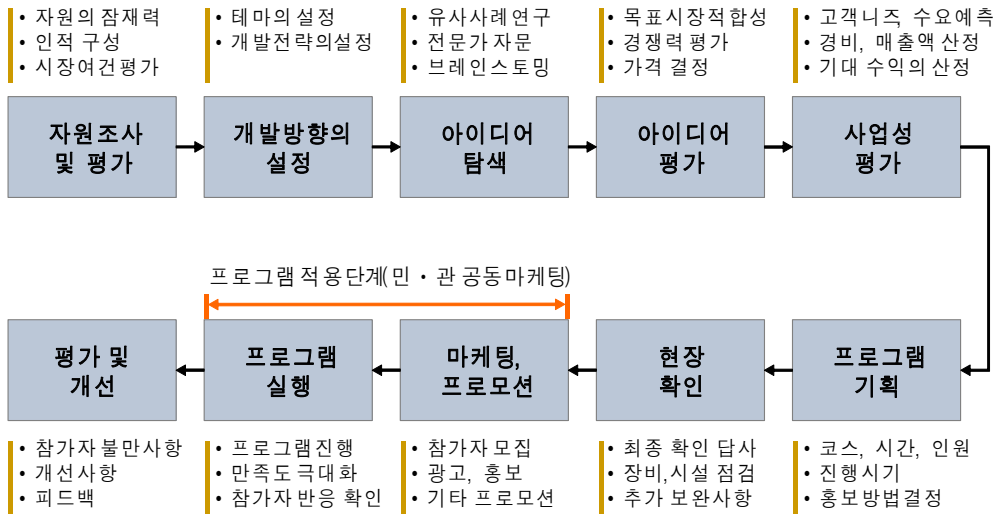 • 자원의 잠재력
• 인적 구성
• 시장여건평가
• 테마의 설정
• 개발전략의설정
• 유사사례연구
• 전문가 자문
• 브레인스토밍
• 목표시장적합성
• 경쟁력 평가
• 가격 결정
• 고객니즈, 수요예측
• 경비, 매출액 산정
• 기대 수익의 산정
자원조사
및 평가
개발방향의
설정
아이디어
탐색
아이디어
평가
사업성
평가
프로그램 적용단계(민・관 공동마케팅)
평가 및
개선
프로그램
실행
마케팅,
프로모션
현장
확인
프로그램
기획
• 참가자 불만사항
• 개선사항
• 피드백
• 프로그램진행
• 만족도 극대화
• 참가자 반응 확인
• 참가자 모집
• 광고, 홍보
• 기타 프로모션
• 최종 확인 답사
• 장비,시설 점검
• 추가 보완사항
• 코스, 시간, 인원
• 진행시기
• 홍보방법결정